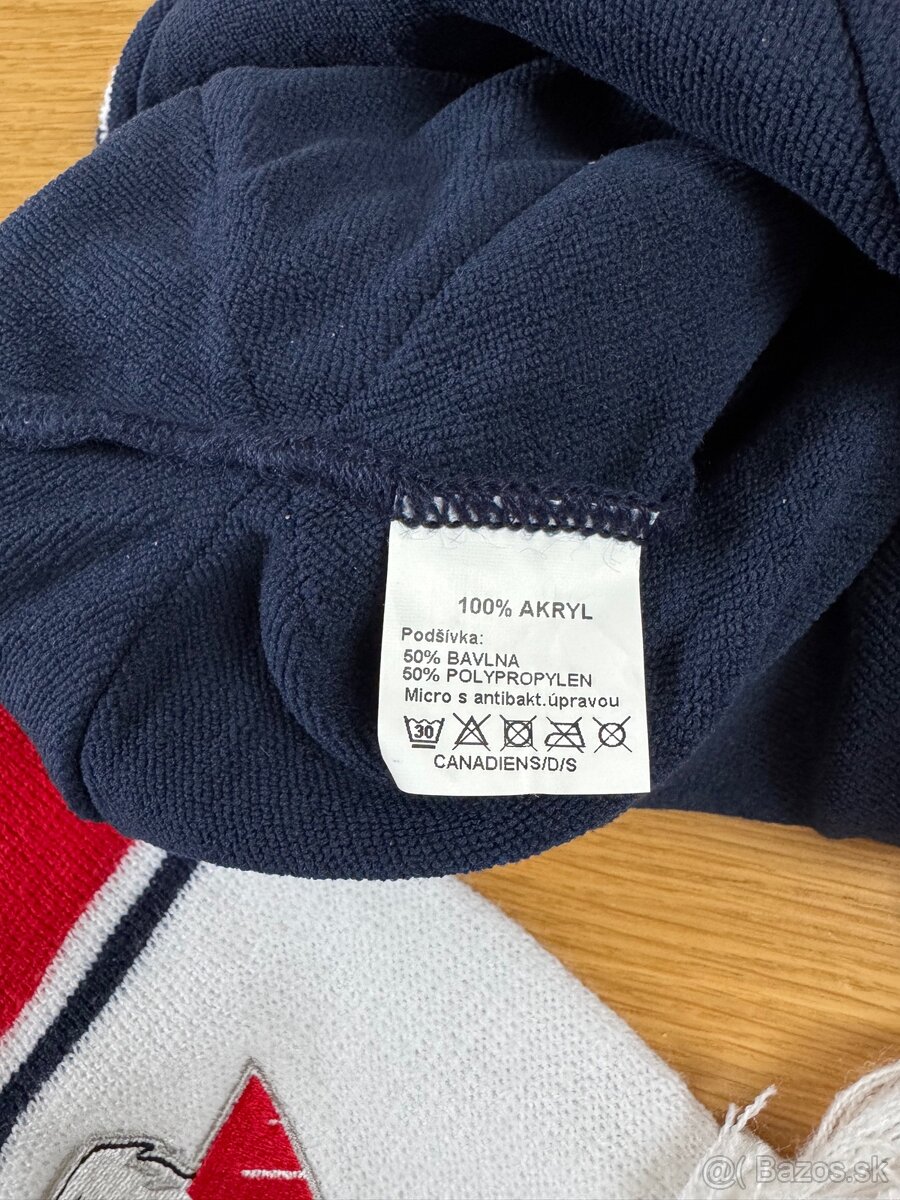 100% AKRYL
Podšívka:
50% BAVLNA
50% POLYPROPYLEN
Micro s antibakt.úpravou
30
CANADIENS/D/S
@( Bazos.sk